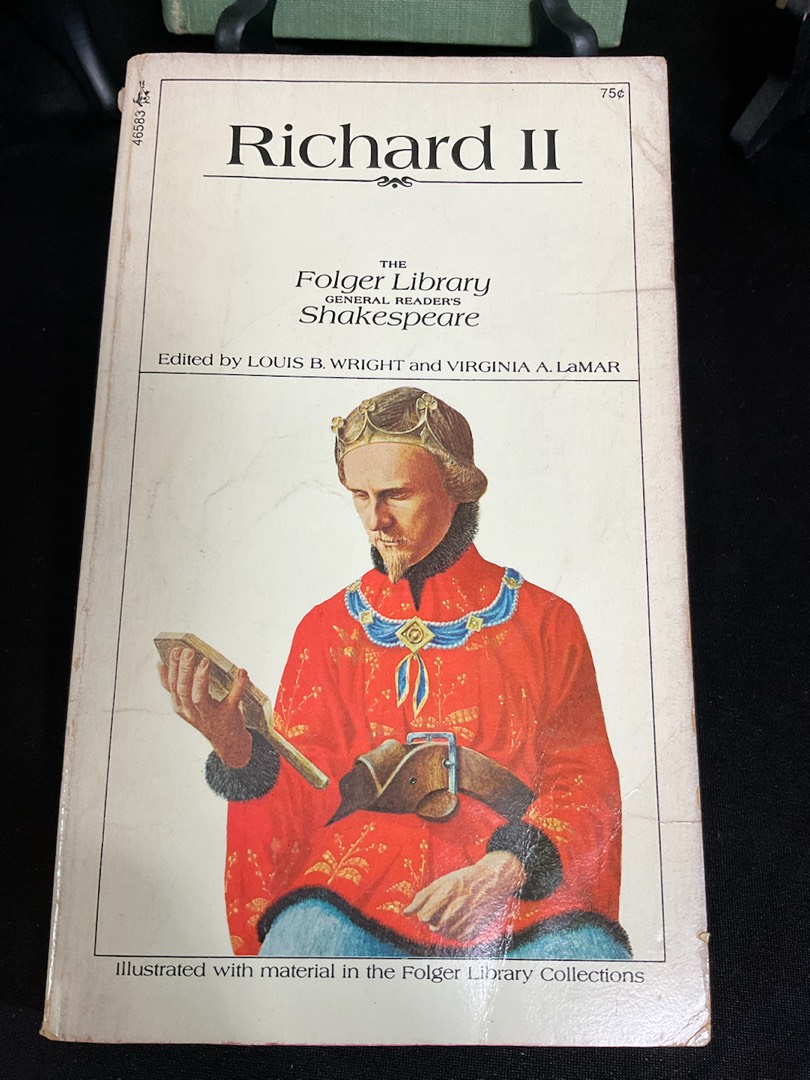 46583
75¢
Richard II
THE
Folger Library
GENERAL READER'S
Shakespeare
Edited by LOUIS B. WRIGHT and VIRGINIA A. LaMAR
Illustrated with material in the Folger Library Collections